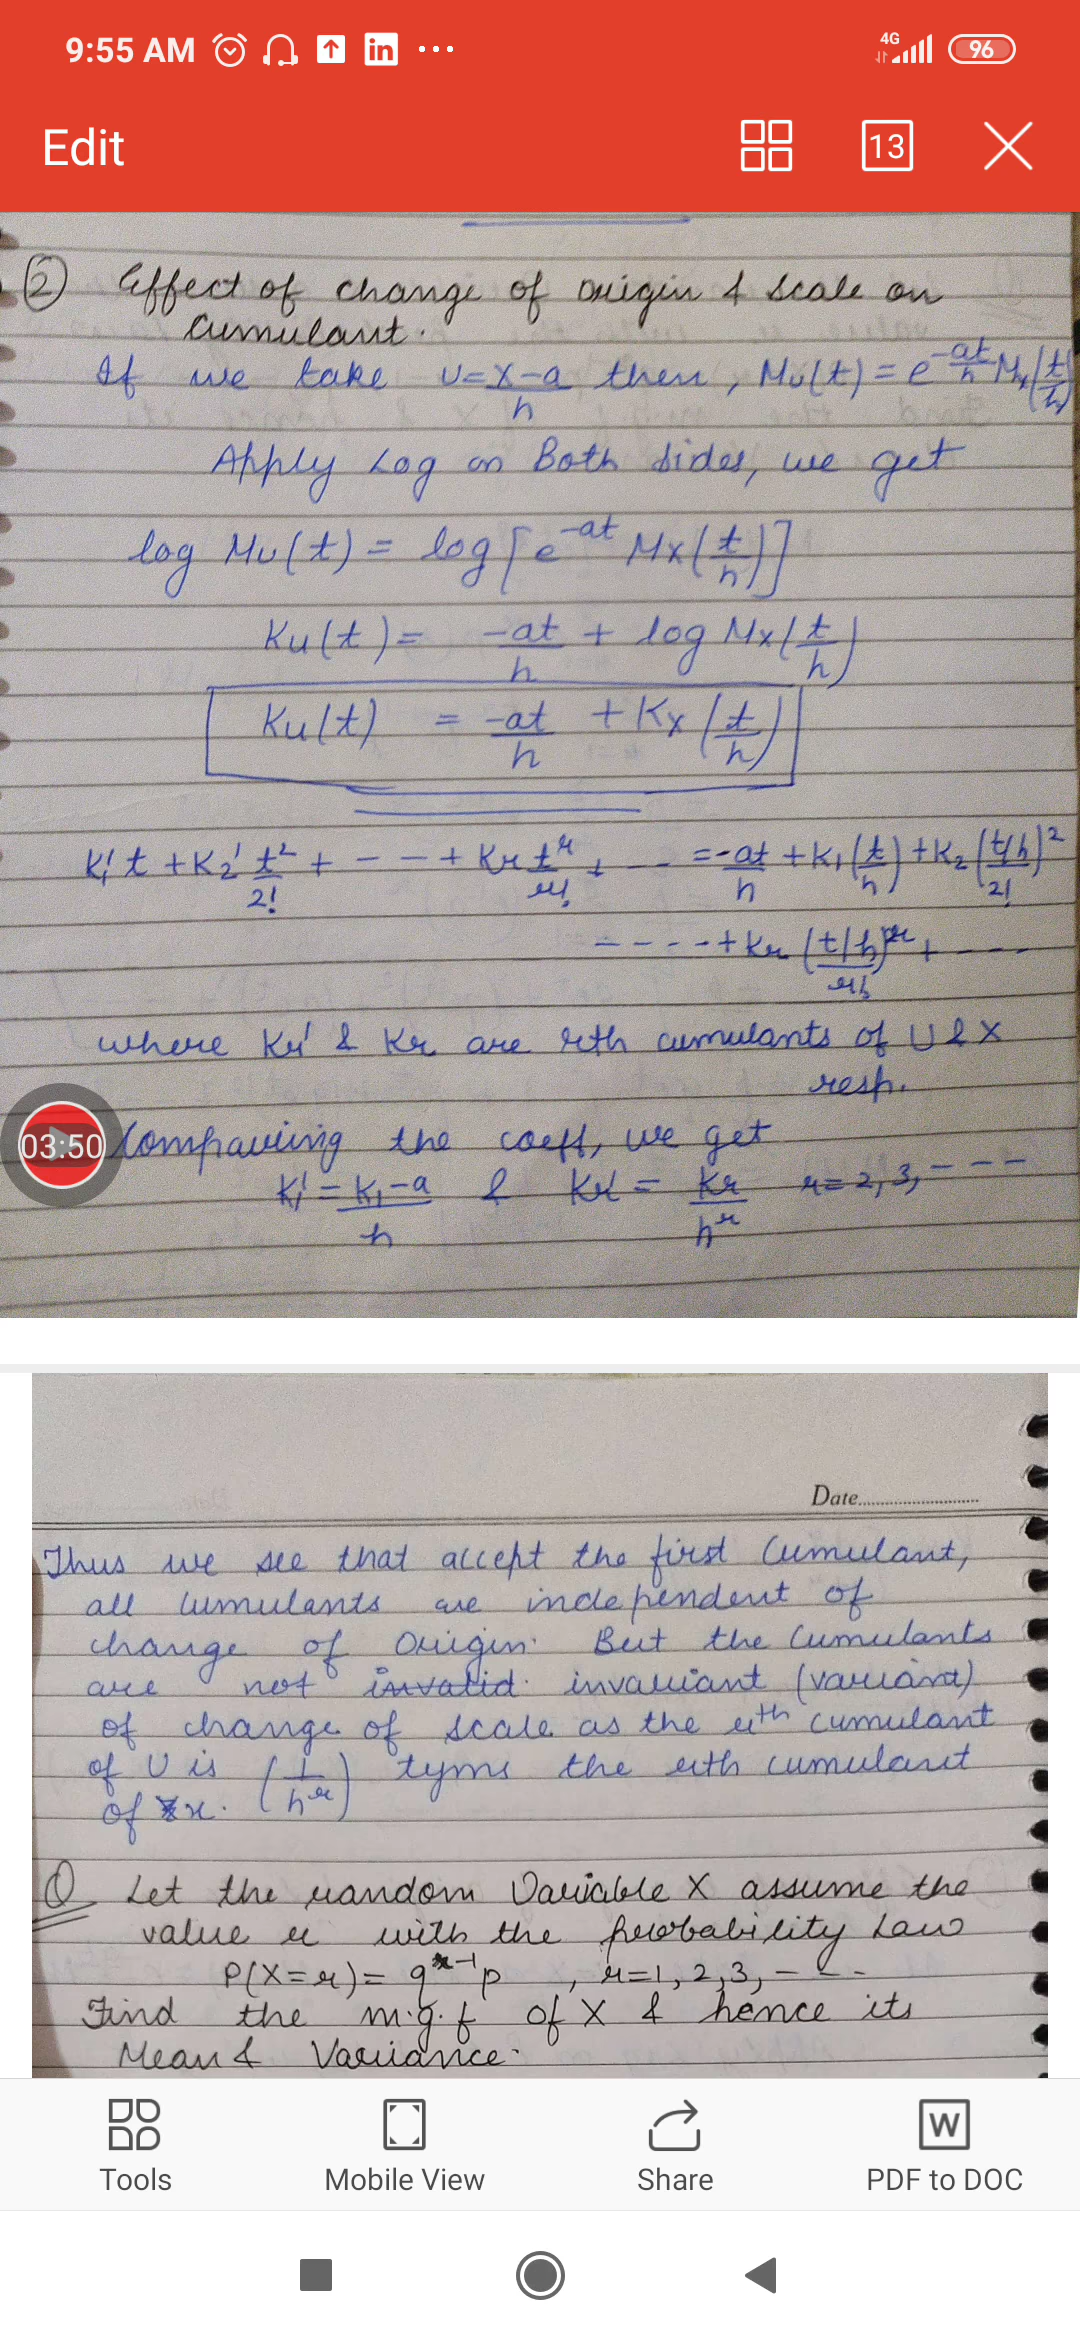 9:55 AM in ... 4G 96
Edit 13
② Effect of change of origin & Scale on
Cumulant.
If we take U=X-a/h then, Mu(t) = e^-at/h Mx(t/h)
Apply Log on Both sides, we get
log Mu(t) = log [e^-at Mx(t/h)]
Ku(t) = -at/h + log Mx(t/h)
Ku(t) = -at/h + Kx(t/h)
K₁' t + K₂' t²/2! + - - - + Kr t^r/r! + - - = -at/h + K₁(t/h) + K₂ (t/h)²/2!
- - - - + Kr (t/h)^r/r! + - - -
where Kr' & Kr are rth cumulants of U & X
resp.
03:50
Comparing the coeff, we get
K₁' = K₁-a/h & Kr' = Kr/h^r r=2,3,- - -
Date
Thus we see that accept the first Cumulant,
all Cumulants are independent of
change of Origin. But the Cumulants
are not invalid invariant (variant)
of change of scale as the rth cumulant
of U is (1/h^r) tyms the rth cumulant
of x.
Q Let the random Variable X assume the
value r with the probability Law
P(X=r) = q^r-1 p , r=1,2,3,- - -
Find the m.g.f of X & hence its
Mean & Variance.
Tools Mobile View Share PDF to DOC